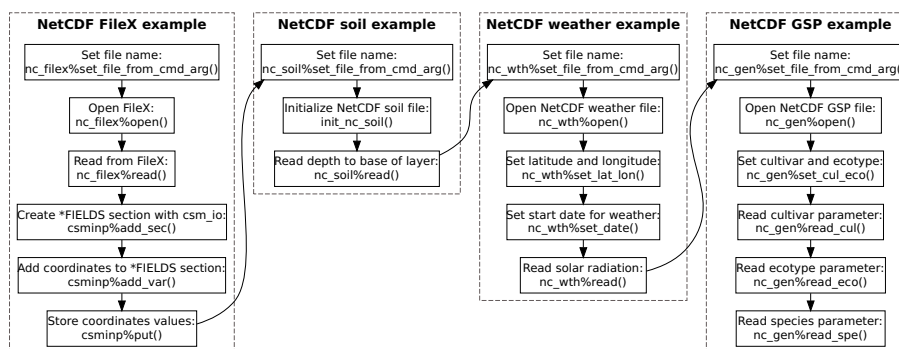 NetCDF FileX example
Set file name:
nc_filex%set_file_from_cmd_arg()
Open FileX:
nc_filex%open()
Read from FileX:
nc_filex%read()
Create *FIELDS section with csm_io:
csminp%add_sec()
Add coordinates to *FIELDS section:
csminp%add_var()
Store coordinates values:
csminp%put()
NetCDF soil example
Set file name:
nc_soil%set_file_from_cmd_arg()
Initialize NetCDF soil file:
init_nc_soil()
Read depth to base of layer:
nc_soil%read()
NetCDF weather example
Set file name:
nc_wth%set_file_from_cmd_arg()
Open NetCDF weather file:
nc_wth%open()
Set latitude and longitude:
nc_wth%set_lat_lon()
Set start date for weather:
nc_wth%set_date()
Read solar radiation:
nc_wth%read()
NetCDF GSP example
Set file name:
nc_gen%set_file_from_cmd_arg()
Open NetCDF GSP file:
nc_gen%open()
Set cultivar and ecotype:
nc_gen%set_cul_eco()
Read cultivar parameter:
nc_gen%read_cul()
Read ecotype parameter:
nc_gen%read_eco()
Read species parameter:
nc_gen%read_spe()